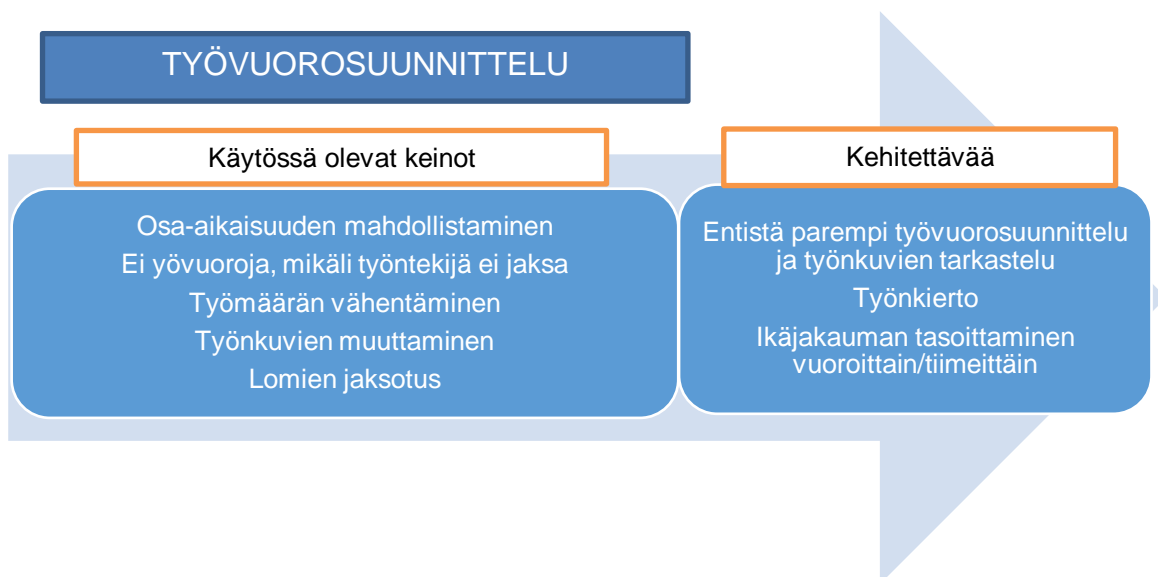 TYÖVUOROSUUNNITTELU
Käytössä olevat keinot
Osa-aikaisuuden mahdollistaminen
Ei yövuoroja, mikäli työntekijä ei jaksa
Työmäärän vähentäminen
Työnkuvien muuttaminen
Lomien jaksotus
Kehitettävää
Entistä parempi työvuorosuunnittelu
ja työnkuvien tarkastelu
Työnkierto
Ikäjakauman tasoittaminen
vuoroittain/tiimeittäin